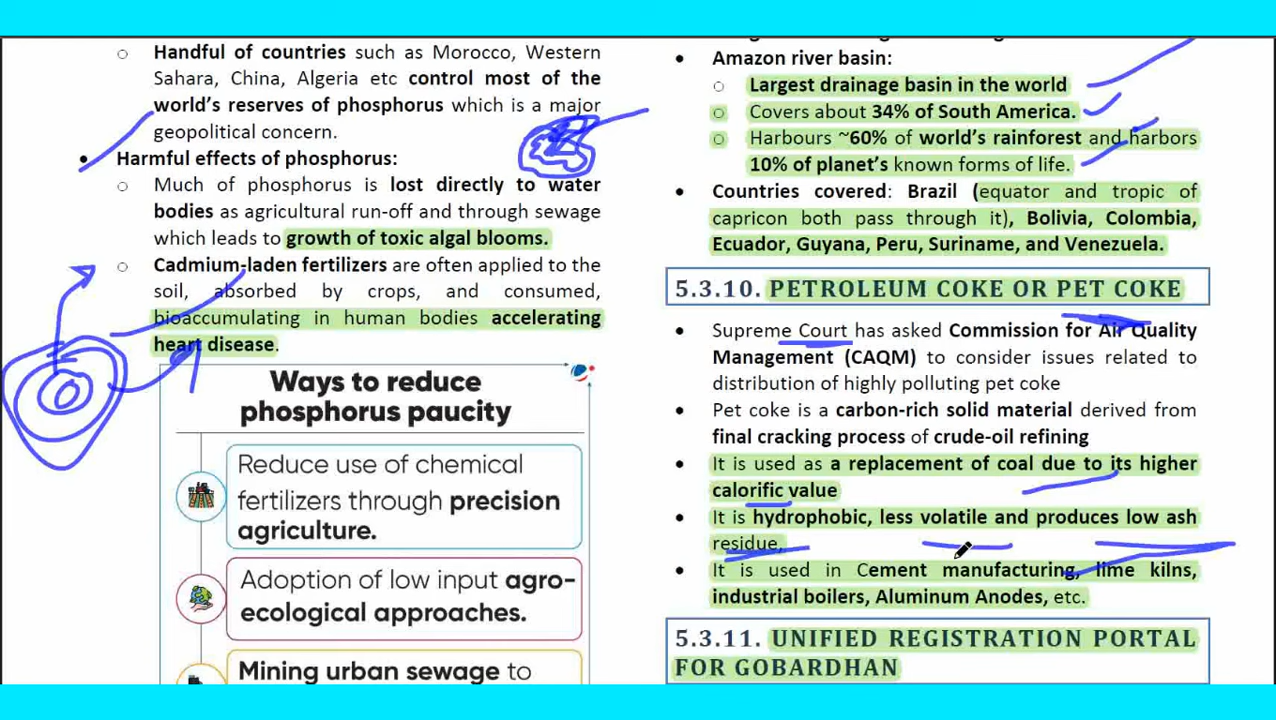 Handful of countries such as Morocco, Western
Sahara, China, Algeria etc control most of the
world's reserves of phosphorus which is a major
geopolitical concern.
Harmful effects of phosphorus:
Much of phosphorus is lost directly to water
bodies as agricultural run-off and through sewage
which leads to growth of toxic algal blooms.
Cadmium-laden fertilizers are often applied to the
soil, absorbed by crops, and consumed,
bioaccumulating in human bodies accelerating
heart disease.
Ways to reduce
phosphorus paucity
Reduce use of chemical
fertilizers through precision
agriculture.
Adoption of low input agro-
ecological approaches.
Mining urban sewage to
Amazon river basin:
Largest drainage basin in the world
Covers about 34% of South America.
Harbours ~60% of world's rainforest and harbors
10% of planet's known forms of life.
Countries covered: Brazil (equator and tropic of
capricon both pass through it), Bolivia, Colombia,
Ecuador, Guyana, Peru, Suriname, and Venezuela.
5.3.10. PETROLEUM COKE OR PET COKE
Supreme Court has asked Commission for Air Quality
Management (CAQM) to consider issues related to
distribution of highly polluting pet coke
Pet coke is a carbon-rich solid material derived from
final cracking process of crude-oil refining
It is used as a replacement of coal due to its higher
calorific value
It is hydrophobic, less volatile and produces low ash
residue,
It is used in Cement manufacturing, lime kilns,
industrial boilers, Aluminum Anodes, etc.
5.3.11. UNIFIED REGISTRATION PORTAL
FOR GOBARDHAN